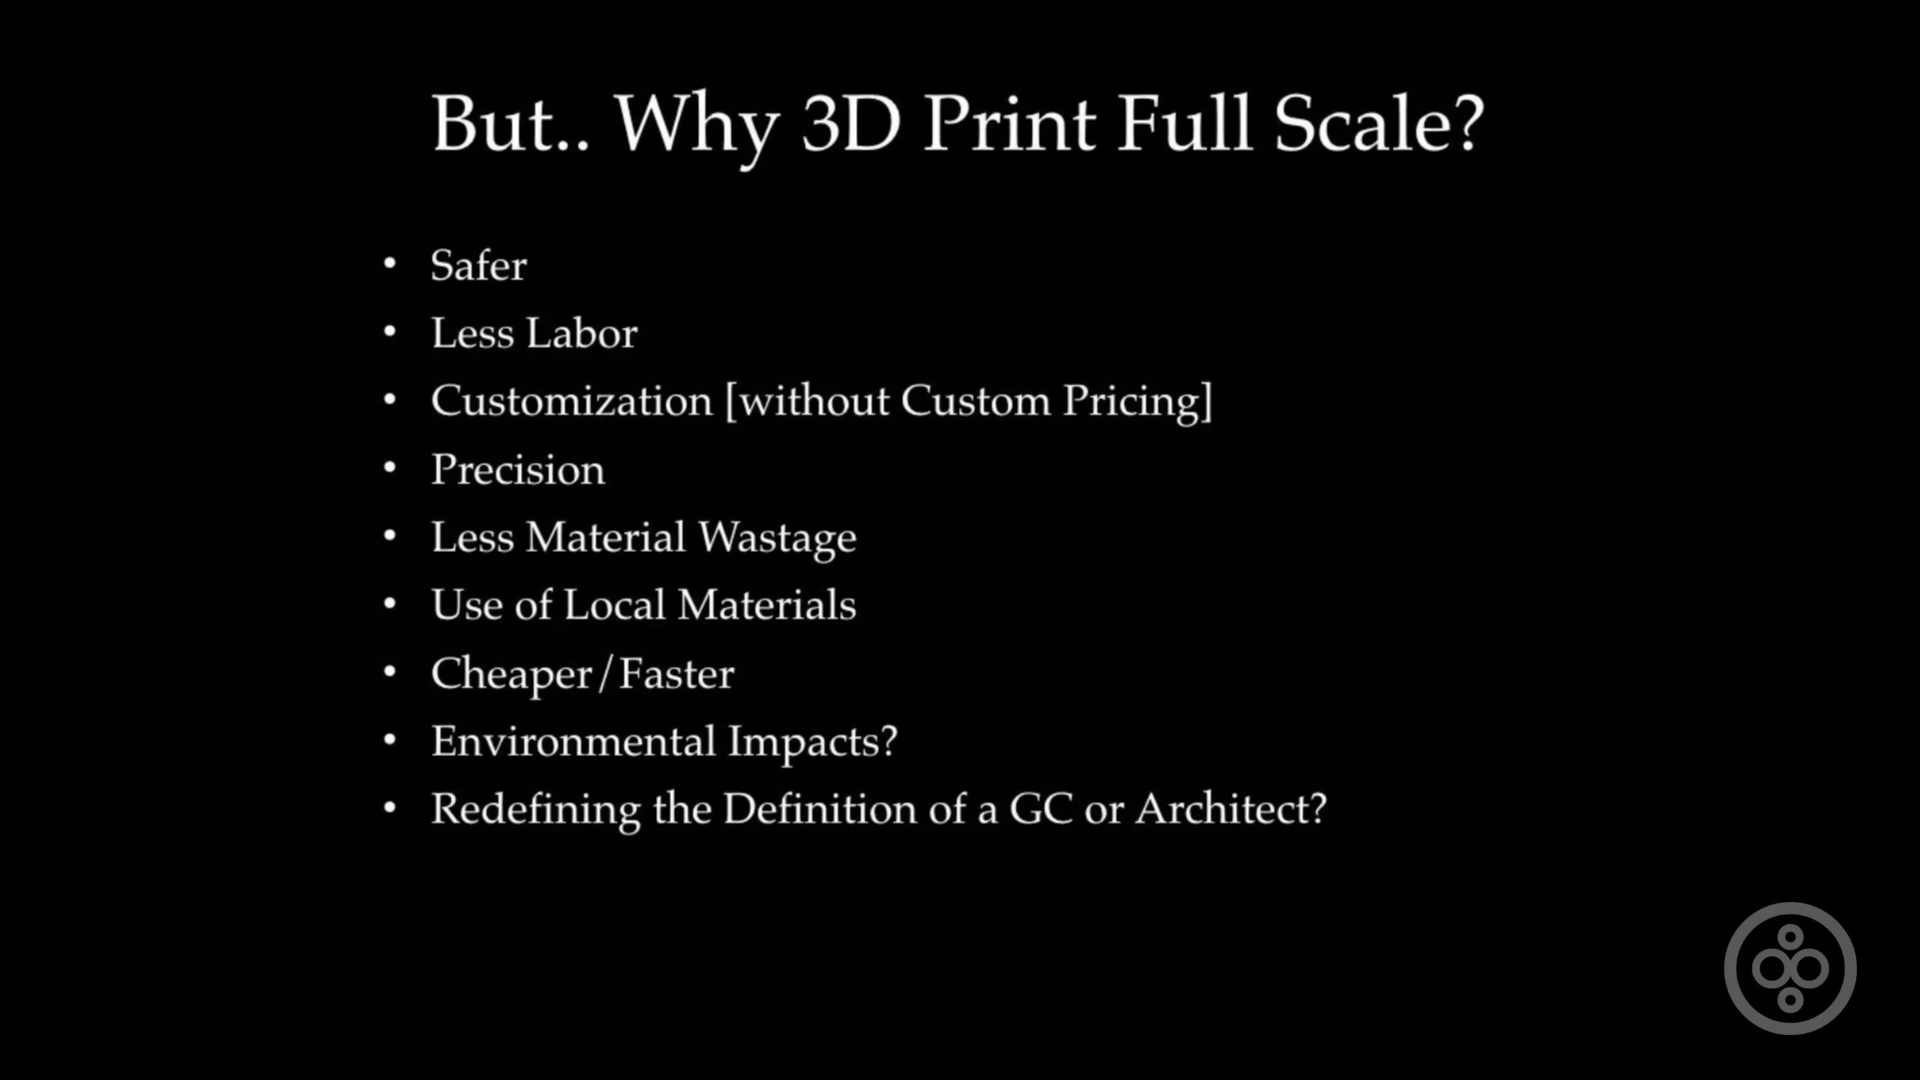 But.. Why 3D Print Full Scale?
• Safer
• Less Labor
• Customization [without Custom Pricing]
• Precision
• Less Material Wastage
• Use of Local Materials
• Cheaper/Faster
• Environmental Impacts?
• Redefining the Definition of a GC or Architect?